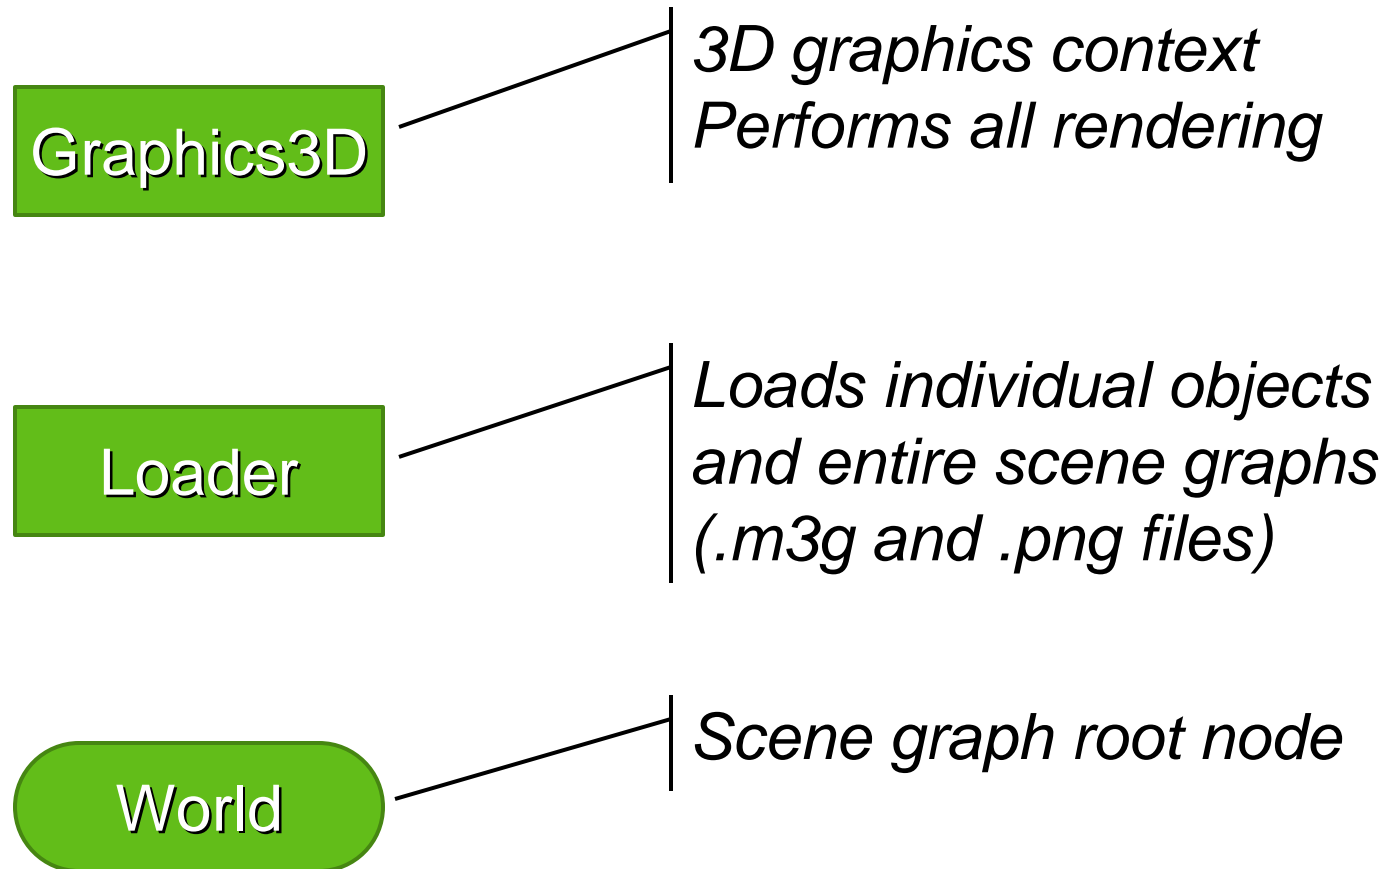 Graphics3D
3D graphics context
Performs all rendering
Loader
Loads individual objects
and entire scene graphs
(.m3g and .png files)
World
Scene graph root node